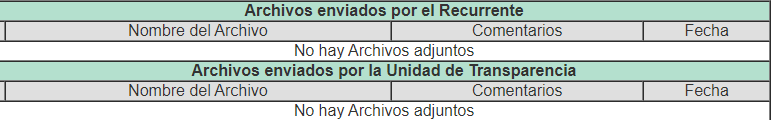 Archivos enviados por el Recurrente
Nombre del Archivo Comentarios Fecha
No hay Archivos adjuntos
Archivos enviados por la Unidad de Transparencia
Nombre del Archivo Comentarios Fecha
No hay Archivos adjuntos